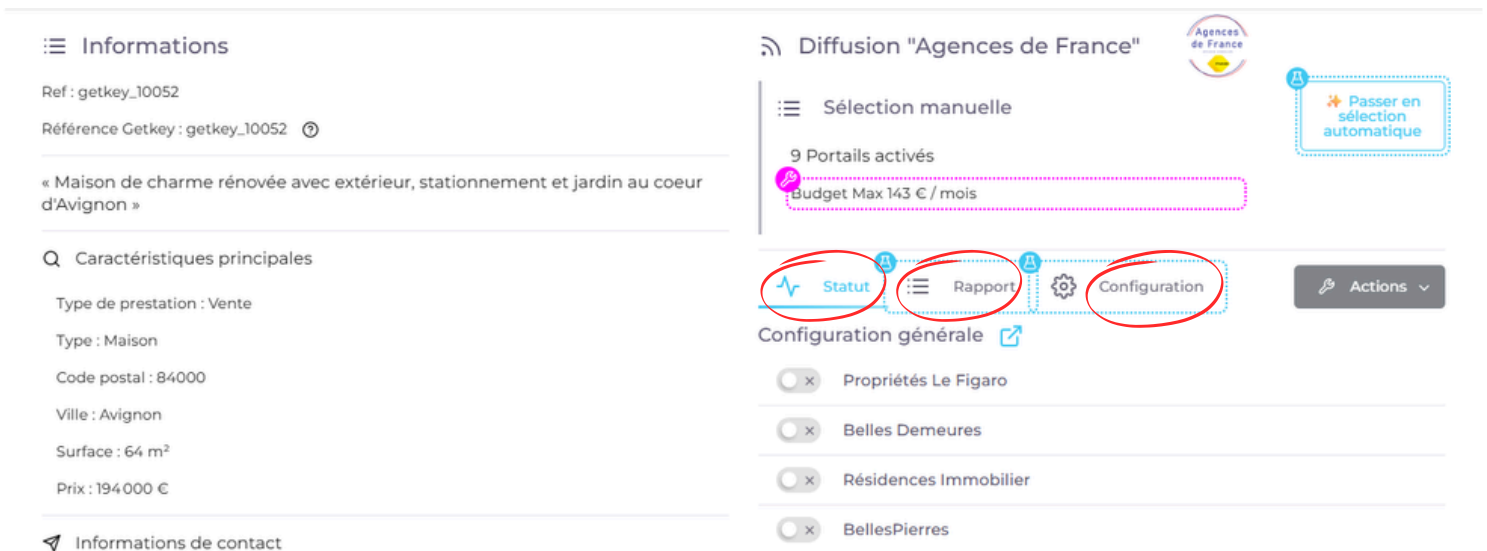 Informations
Ref : getkey_10052
Référence Getkey : getkey_10052
« Maison de charme rénovée avec extérieur, stationnement et jardin au coeur
d'Avignon »
Caractéristiques principales
Type de prestation : Vente
Type : Maison
Code postal : 84000
Ville : Avignon
Surface : 64 m²
Prix : 194 000 €
Informations de contact
Diffusion "Agences de France"
Agences
de France
Sélection manuelle
✨ Passer en
sélection
automatique
9 Portails activés
Budget Max 143 € / mois
Statut
Rapport
Configuration
Actions
Configuration générale
Propriétés Le Figaro
Belles Demeures
Résidences Immobilier
BellesPierres